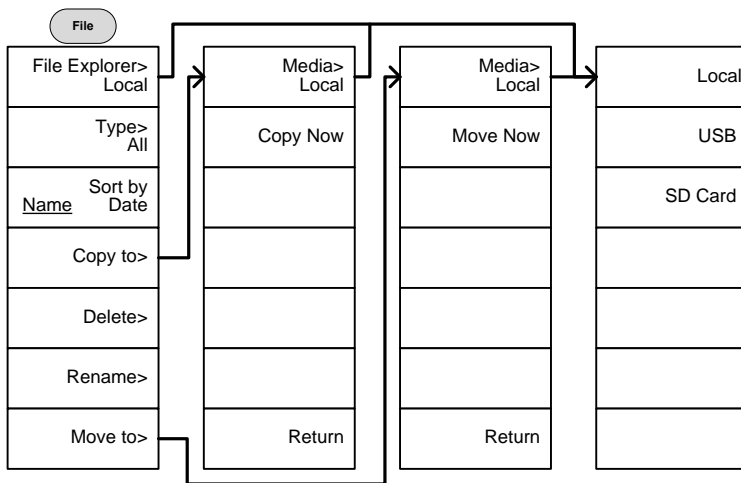 File
File Explorer>
Local
Type>
All
Sort by
Name Date
Copy to>
Delete>
Rename>
Move to>
Media>
Local
Copy Now
Return
Media>
Local
Move Now
Return
Local
USB
SD Card